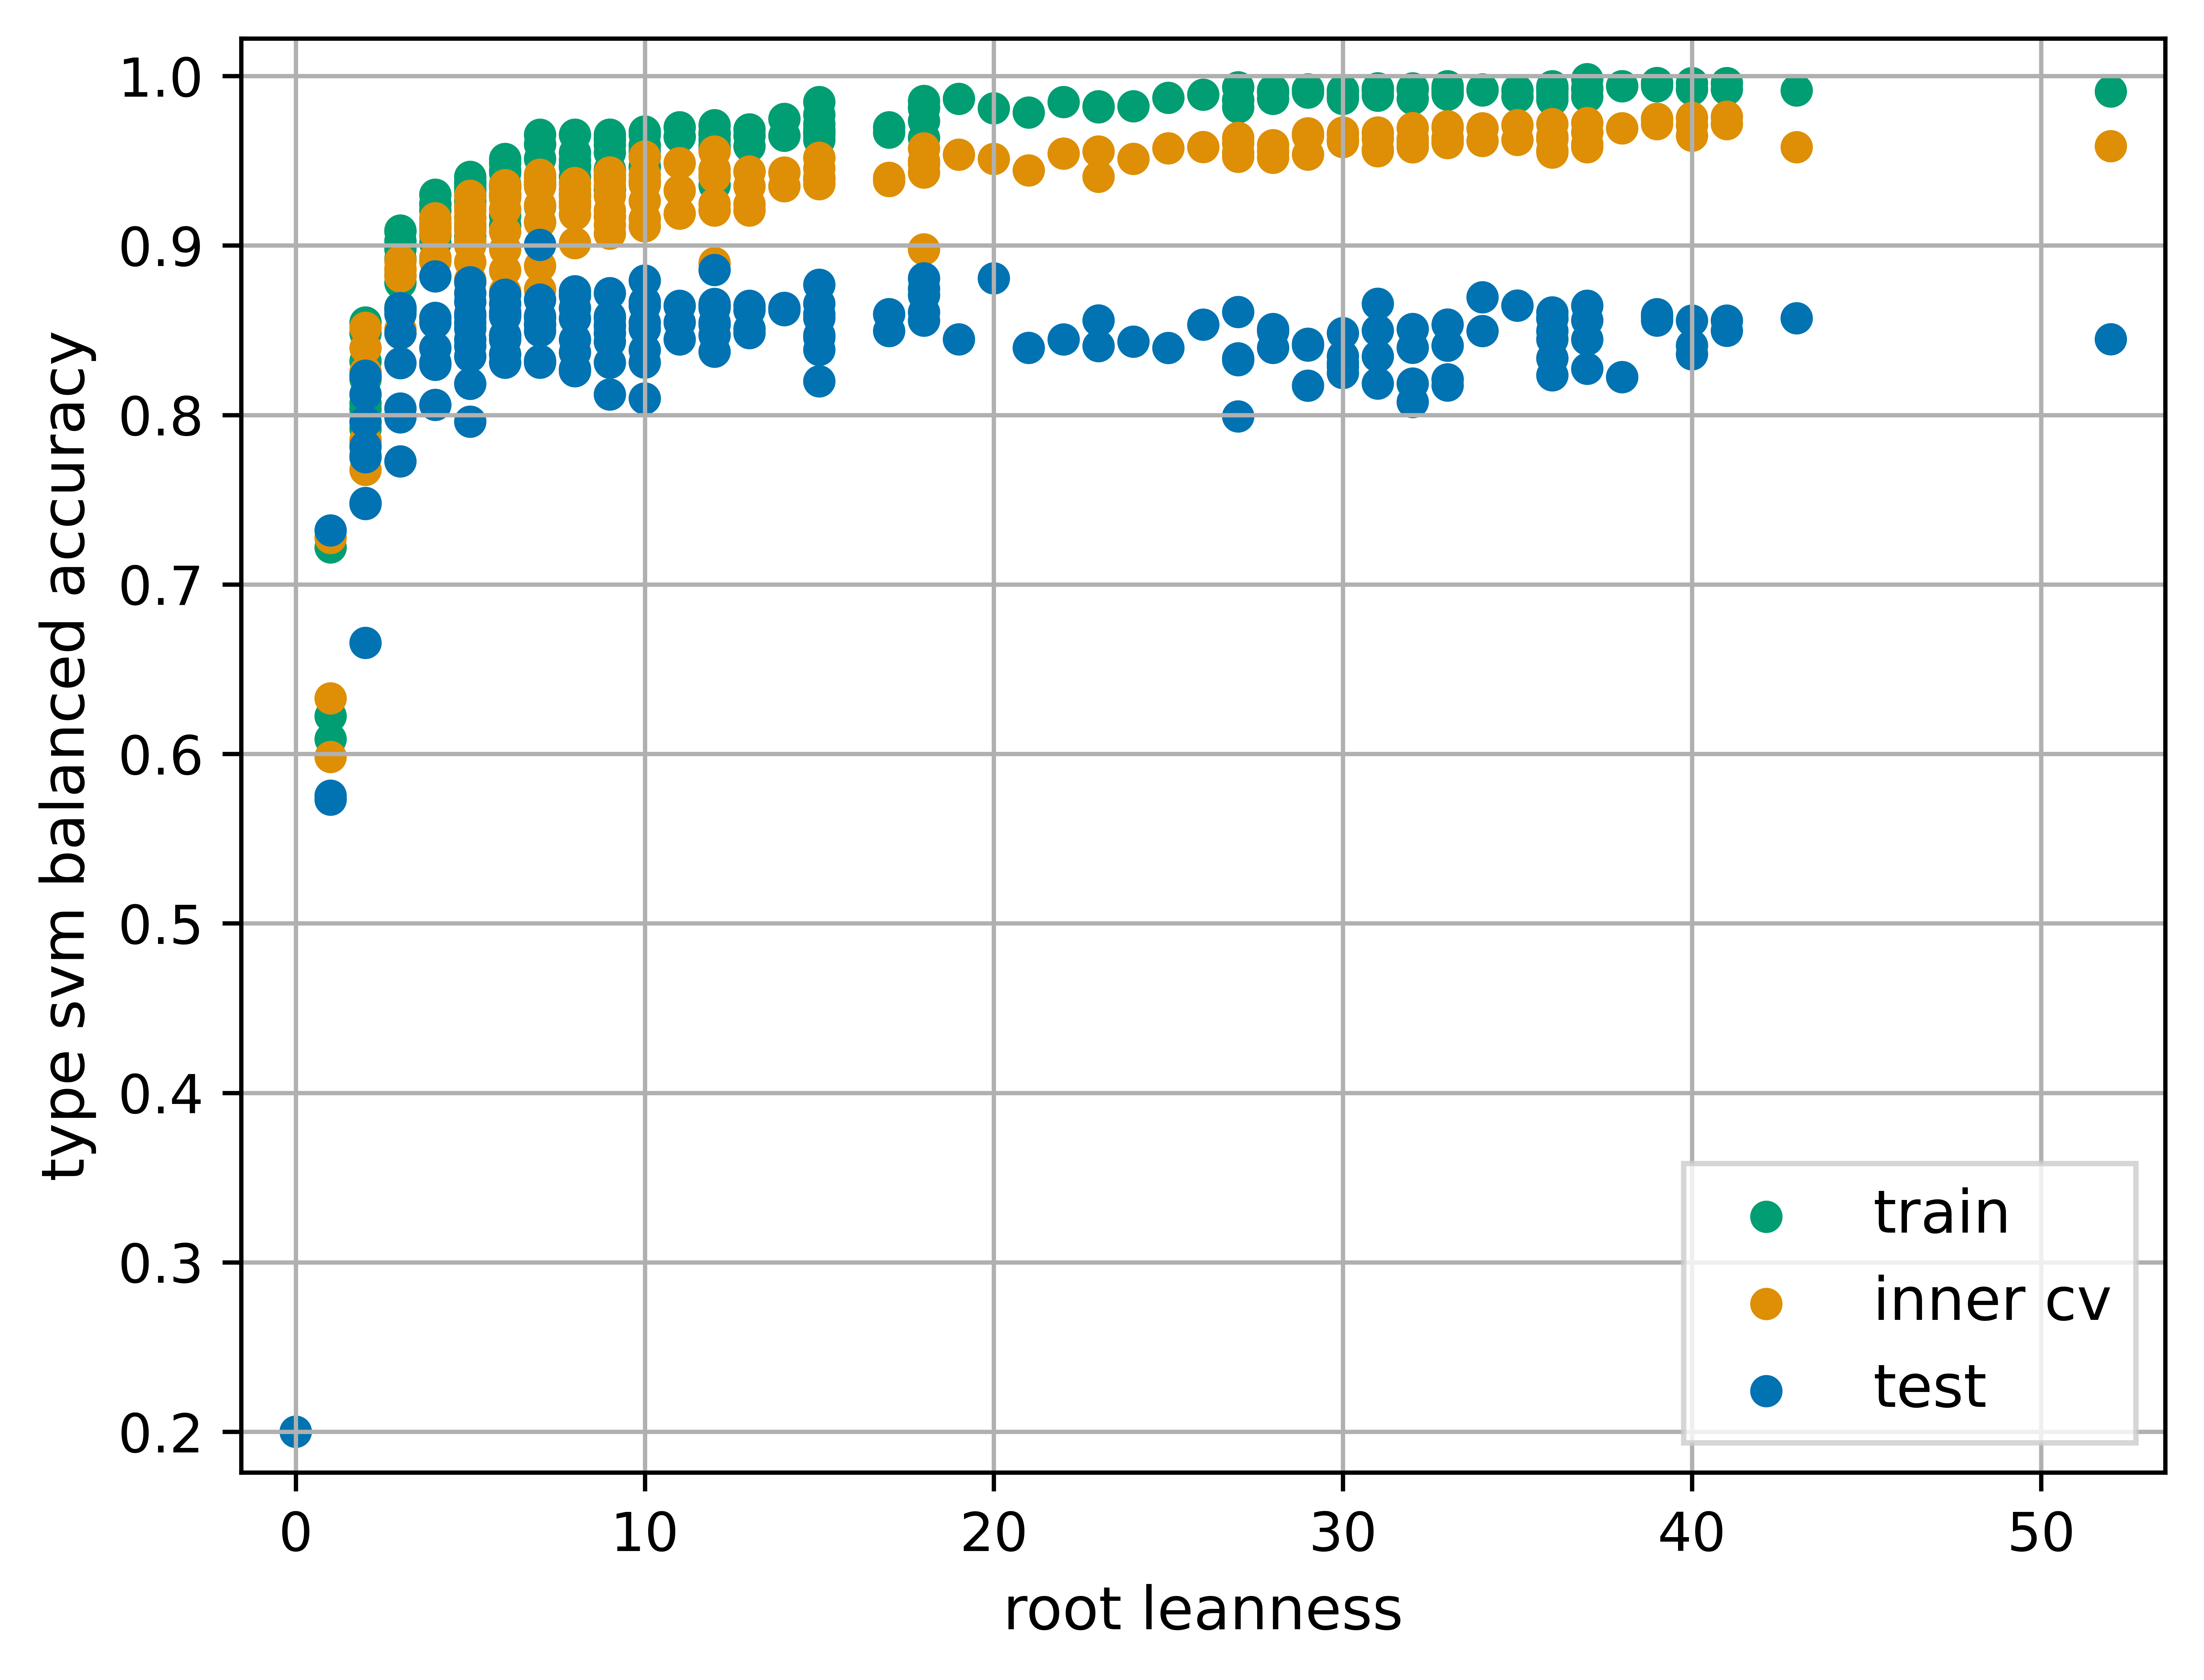 1.0
0.9
0.8
0.7
0.6
0.5
0.4
0.3
0.2
type svm balanced accuracy
train
inner cv
test
0 10 20 30 40 50
root leanness